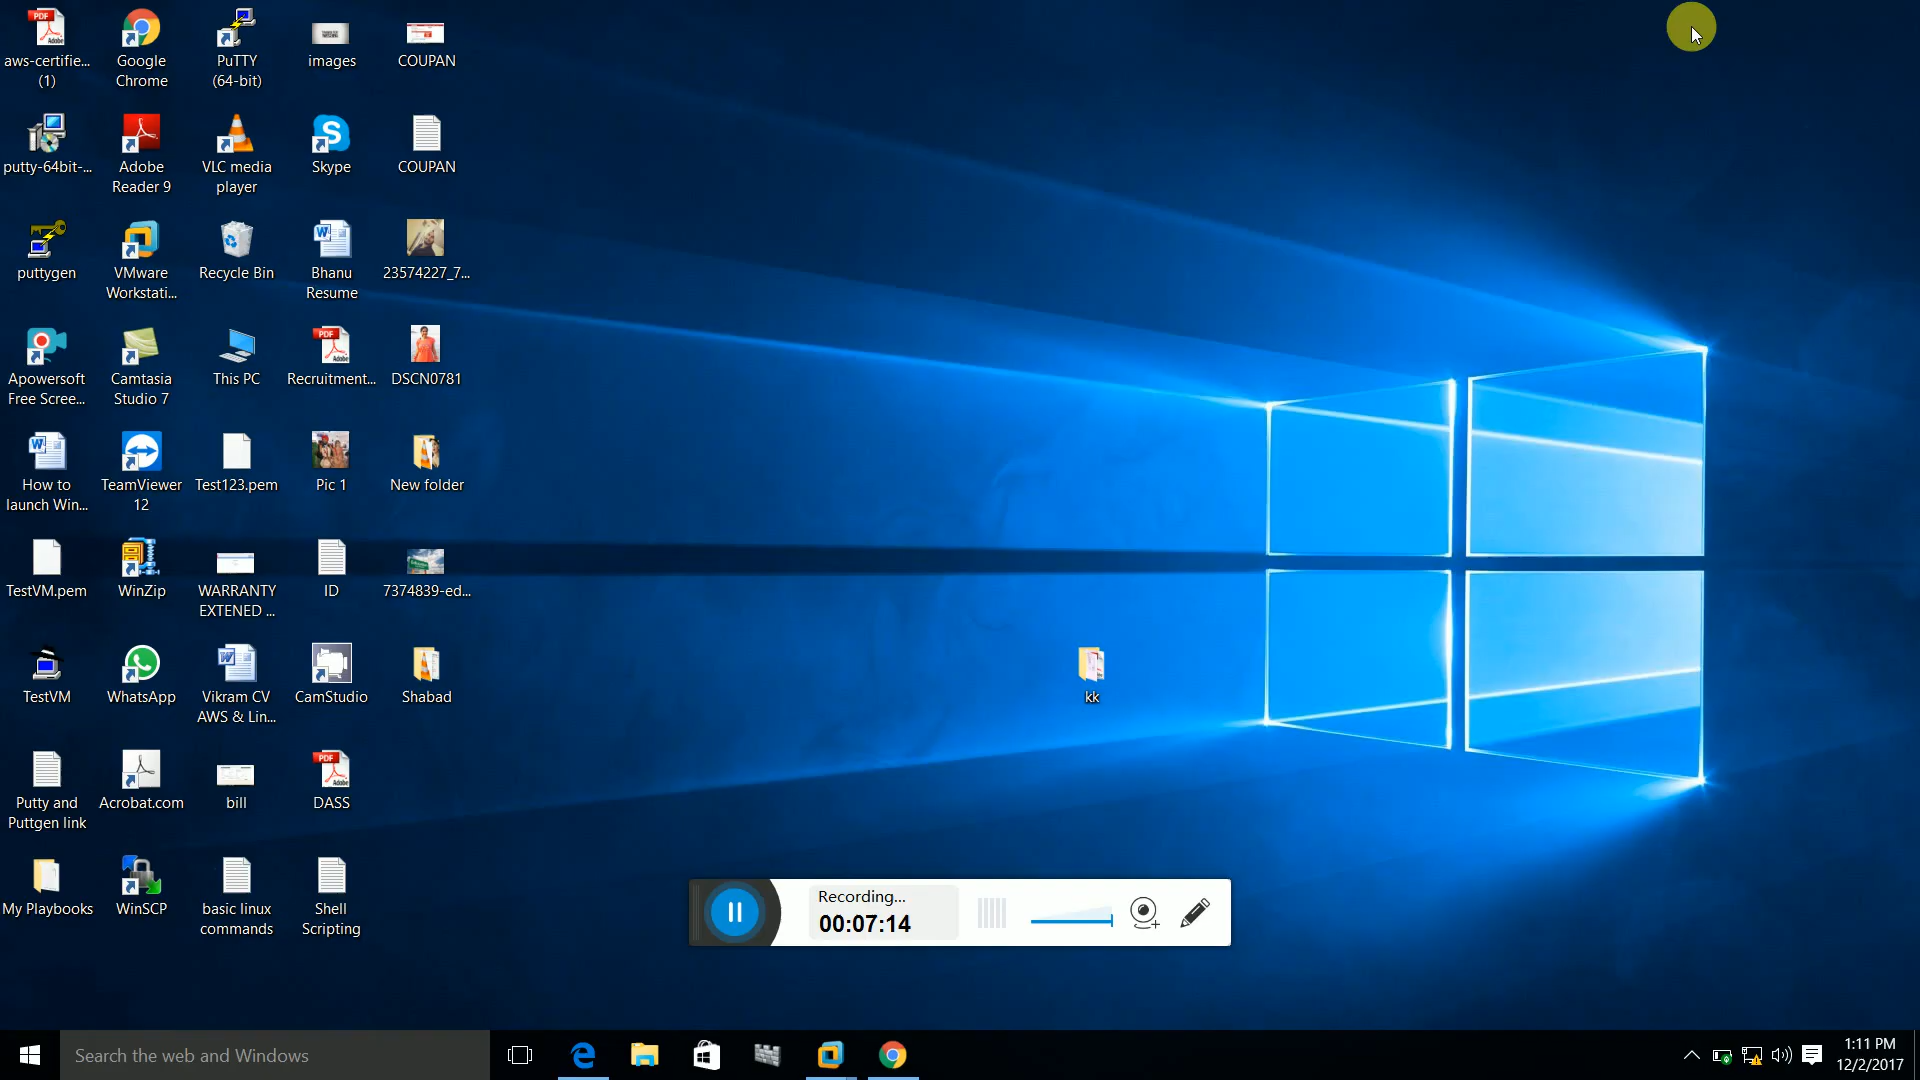 aws-certifie...
(1)
Google
Chrome
PuTTY
(64-bit)
images
COUPAN
putty-64bit-...
Adobe
Reader 9
VLC media
player
Skype
COUPAN
puttygen
VMware
Workstati...
Recycle Bin
Bhanu
Resume
23574227_7...
Apowersoft
Free Scree...
Camtasia
Studio 7
This PC
Recruitment...
DSCN0781
How to
launch Win...
TeamViewer
12
Test123.pem
Pic 1
New folder
TestVM.pem
WinZip
WARRANTY
EXTENED ...
ID
7374839-ed...
TestVM
WhatsApp
Vikram CV
AWS & Lin...
CamStudio
Shabad
kk
Putty and
Puttgen link
Acrobat.com
bill
DASS
My Playbooks
WinSCP
basic linux
commands
Shell
Scripting
Recording...
00:07:14
Search the web and Windows
1:11 PM
12/2/2017